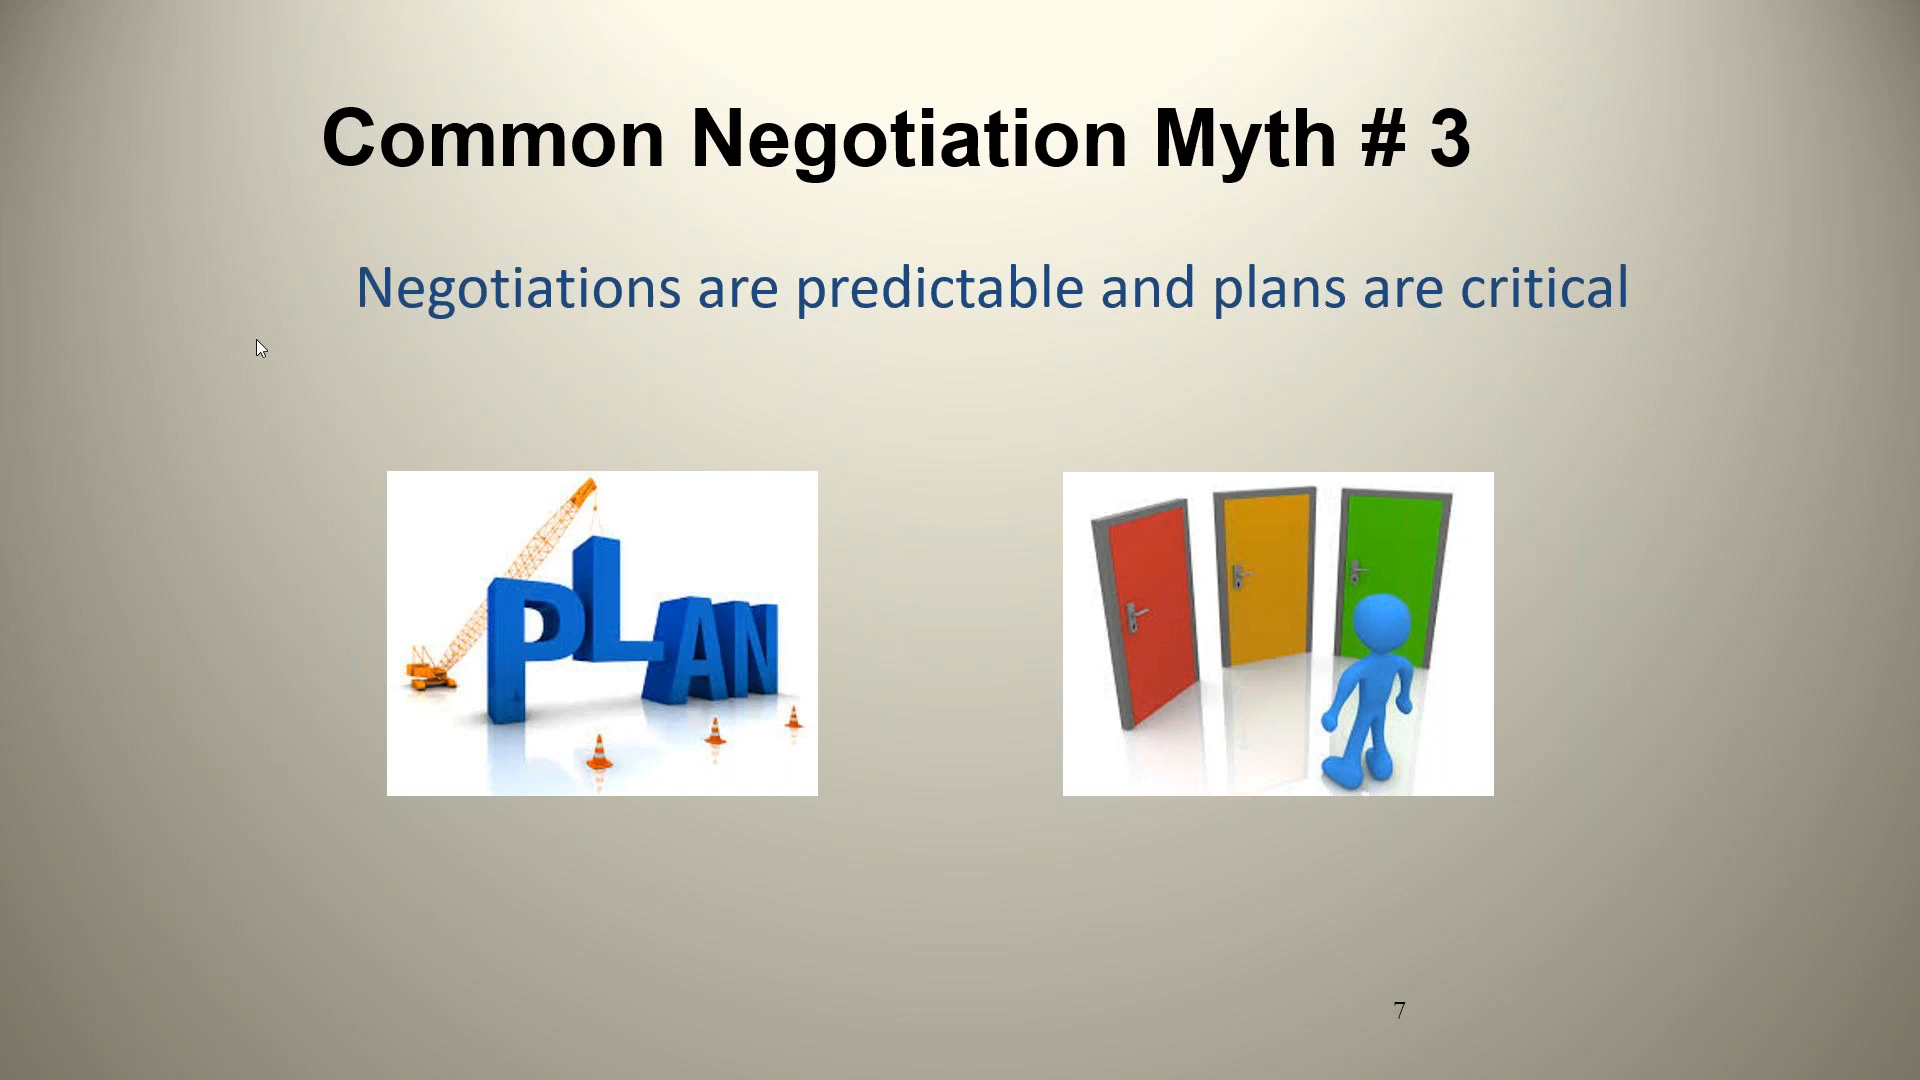 Common Negotiation Myth # 3
Negotiations are predictable and plans are critical
PLAN
7